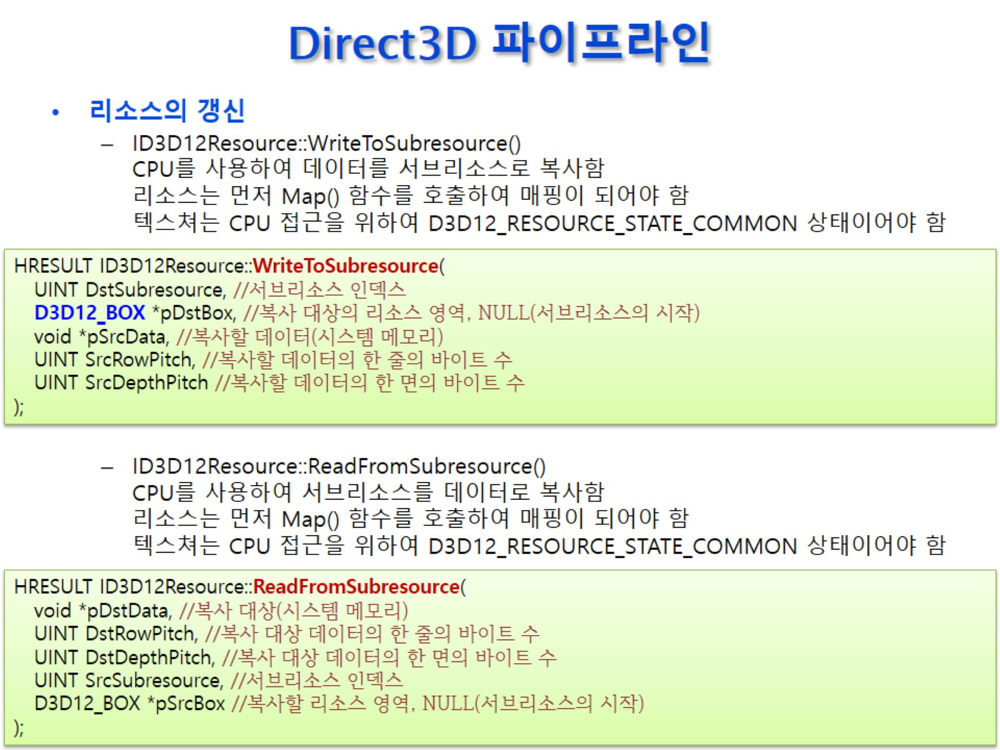 Direct3D 파이프라인
• 리소스의 갱신
– ID3D12Resource::WriteToSubresource()
CPU를 사용하여 데이터를 서브리소스로 복사함
리소스는 먼저 Map() 함수를 호출하여 매핑이 되어야 함
텍스쳐는 CPU 접근을 위하여 D3D12_RESOURCE_STATE_COMMON 상태이어야 함
HRESULT ID3D12Resource::WriteToSubresource(
UINT DstSubresource, //서브리소스 인덱스
D3D12_BOX *pDstBox, //복사 대상의 리소스 영역, NULL(서브리소스의 시작)
void *pSrcData, //복사할 데이터(시스템 메모리)
UINT SrcRowPitch, //복사할 데이터의 한 줄의 바이트 수
UINT SrcDepthPitch //복사할 데이터의 한 면의 바이트 수
);
– ID3D12Resource::ReadFromSubresource()
CPU를 사용하여 서브리소스를 데이터로 복사함
리소스는 먼저 Map() 함수를 호출하여 매핑이 되어야 함
텍스쳐는 CPU 접근을 위하여 D3D12_RESOURCE_STATE_COMMON 상태이어야 함
HRESULT ID3D12Resource::ReadFromSubresource(
void *pDstData, //복사 대상(시스템 메모리)
UINT DstRowPitch, //복사 대상 데이터의 한 줄의 바이트 수
UINT DstDepthPitch, //복사 대상 데이터의 한 면의 바이트 수
UINT SrcSubresource, //서브리소스 인덱스
D3D12_BOX *pSrcBox //복사할 리소스 영역, NULL(서브리소스의 시작)
);